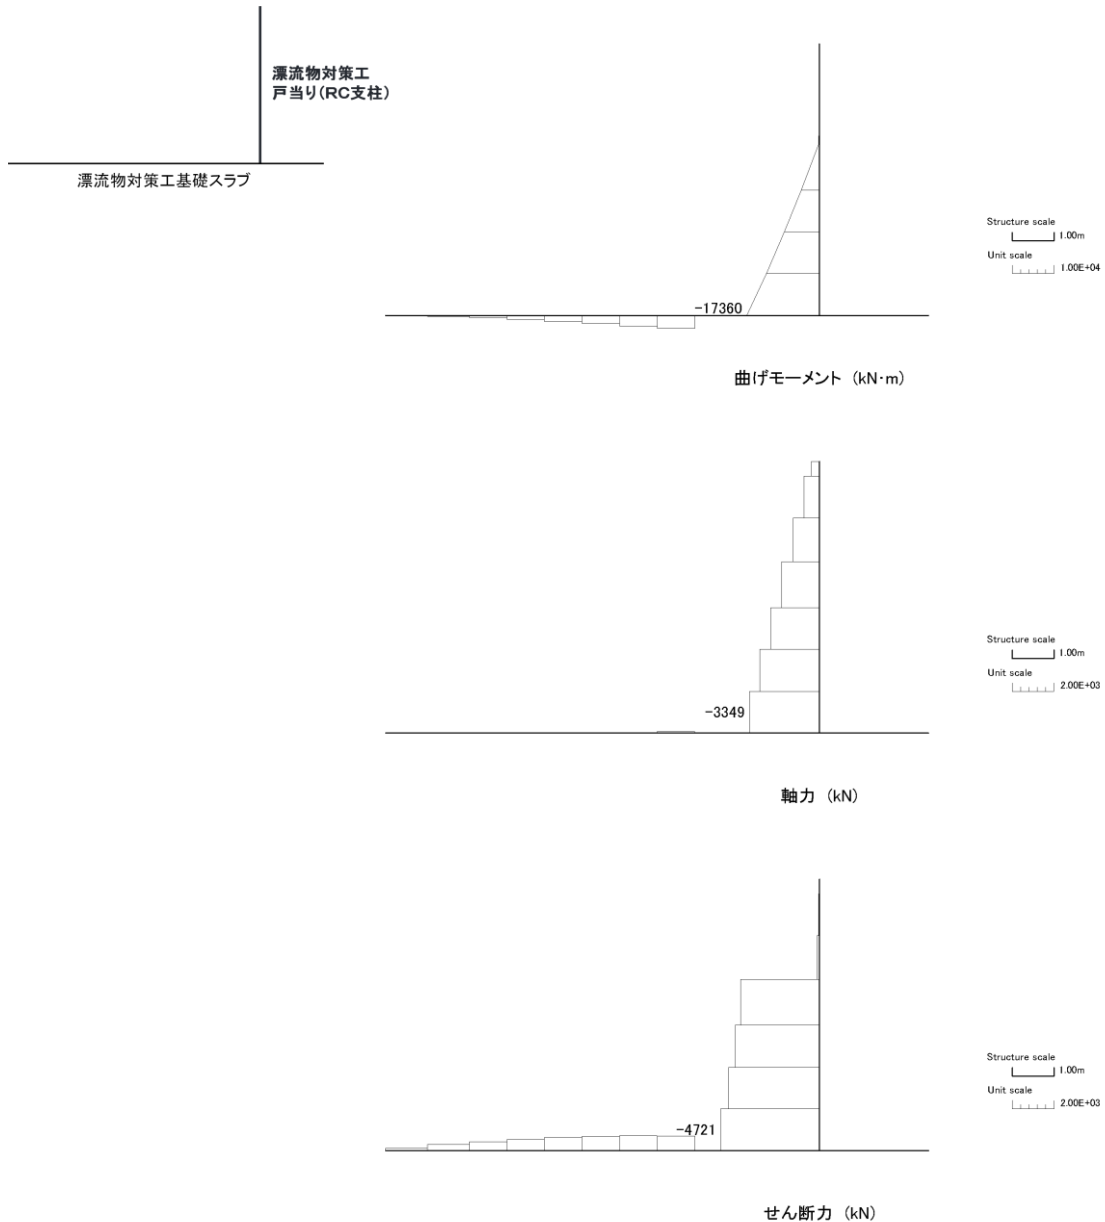 漂流物対策工
戸当り(RC支柱)
漂流物対策工基礎スラブ
Structure scale
1.00m
Unit scale
1.00E+04
-17360
曲げモーメント (kN·m)
Structure scale
1.00m
Unit scale
2.00E+03
-3349
軸力 (kN)
Structure scale
1.00m
Unit scale
2.00E+03
-4721
せん断力 (kN)